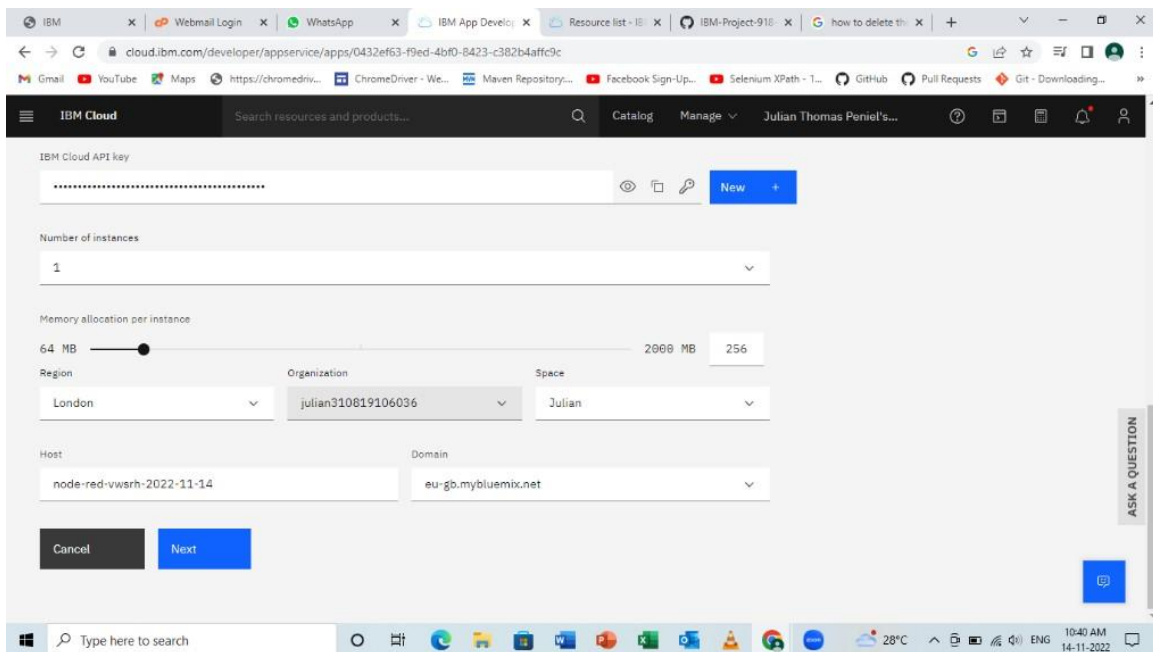 IBM
Webmail Login
WhatsApp
IBM App Develop
Resource list - IB
IBM-Project-918-
how to delete th
cloud.ibm.com/developer/appservice/apps/0432ef63-f9ed-4bf0-8423-c382b4affc9c
Gmail YouTube Maps https://chromedriv... ChromeDriver - We... Maven Repository:... Facebook Sign-Up... Selenium XPath - T... GitHub Pull Requests Git - Downloading...
IBM Cloud Search resources and products... Catalog Manage Julian Thomas Peniel's...
IBM Cloud API key
New +
Number of instances
1
Memory allocation per instance
64 MB 2000 MB 256
Region Organization Space
London julian310819106036 Julian
Host Domain
node-red-vwsrh-2022-11-14 eu-gb.mybluemix.net
ASK A QUESTION
Cancel Next
Type here to search 28°C ENG 10:40 AM
14-11-2022